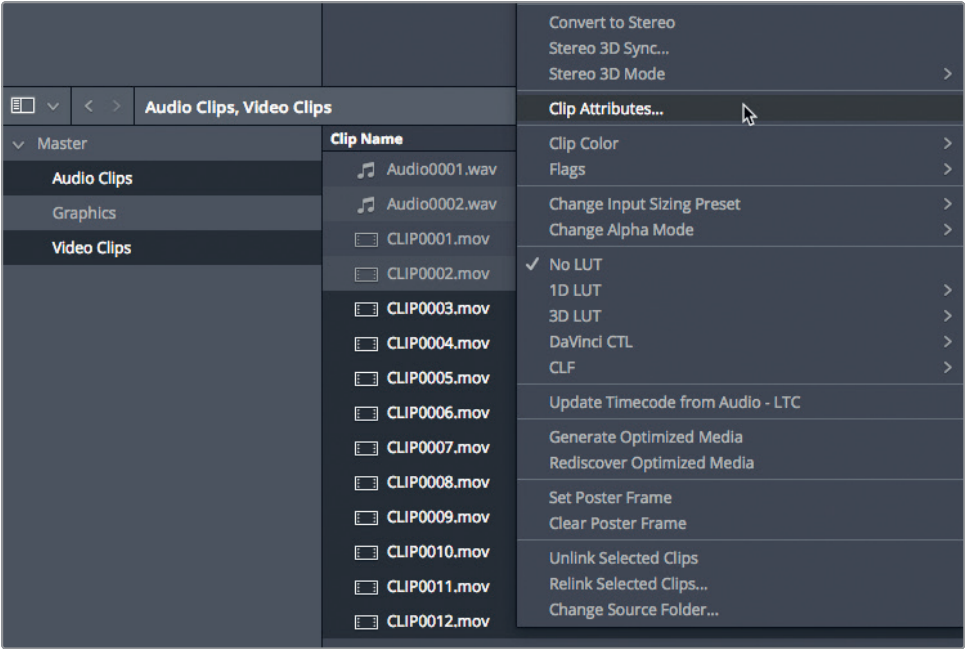 Audio Clips, Video Clips
Master
Audio Clips
Graphics
Video Clips
Clip Name
Audio0001.wav
Audio0002.wav
CLIP0001.mov
CLIP0002.mov
CLIP0003.mov
CLIP0004.mov
CLIP0005.mov
CLIP0006.mov
CLIP0007.mov
CLIP0008.mov
CLIP0009.mov
CLIP0010.mov
CLIP0011.mov
CLIP0012.mov
Convert to Stereo
Stereo 3D Sync...
Stereo 3D Mode
Clip Attributes...
Clip Color
Flags
Change Input Sizing Preset
Change Alpha Mode
No LUT
1D LUT
3D LUT
DaVinci CTL
CLF
Update Timecode from Audio - LTC
Generate Optimized Media
Rediscover Optimized Media
Set Poster Frame
Clear Poster Frame
Unlink Selected Clips
Relink Selected Clips...
Change Source Folder...